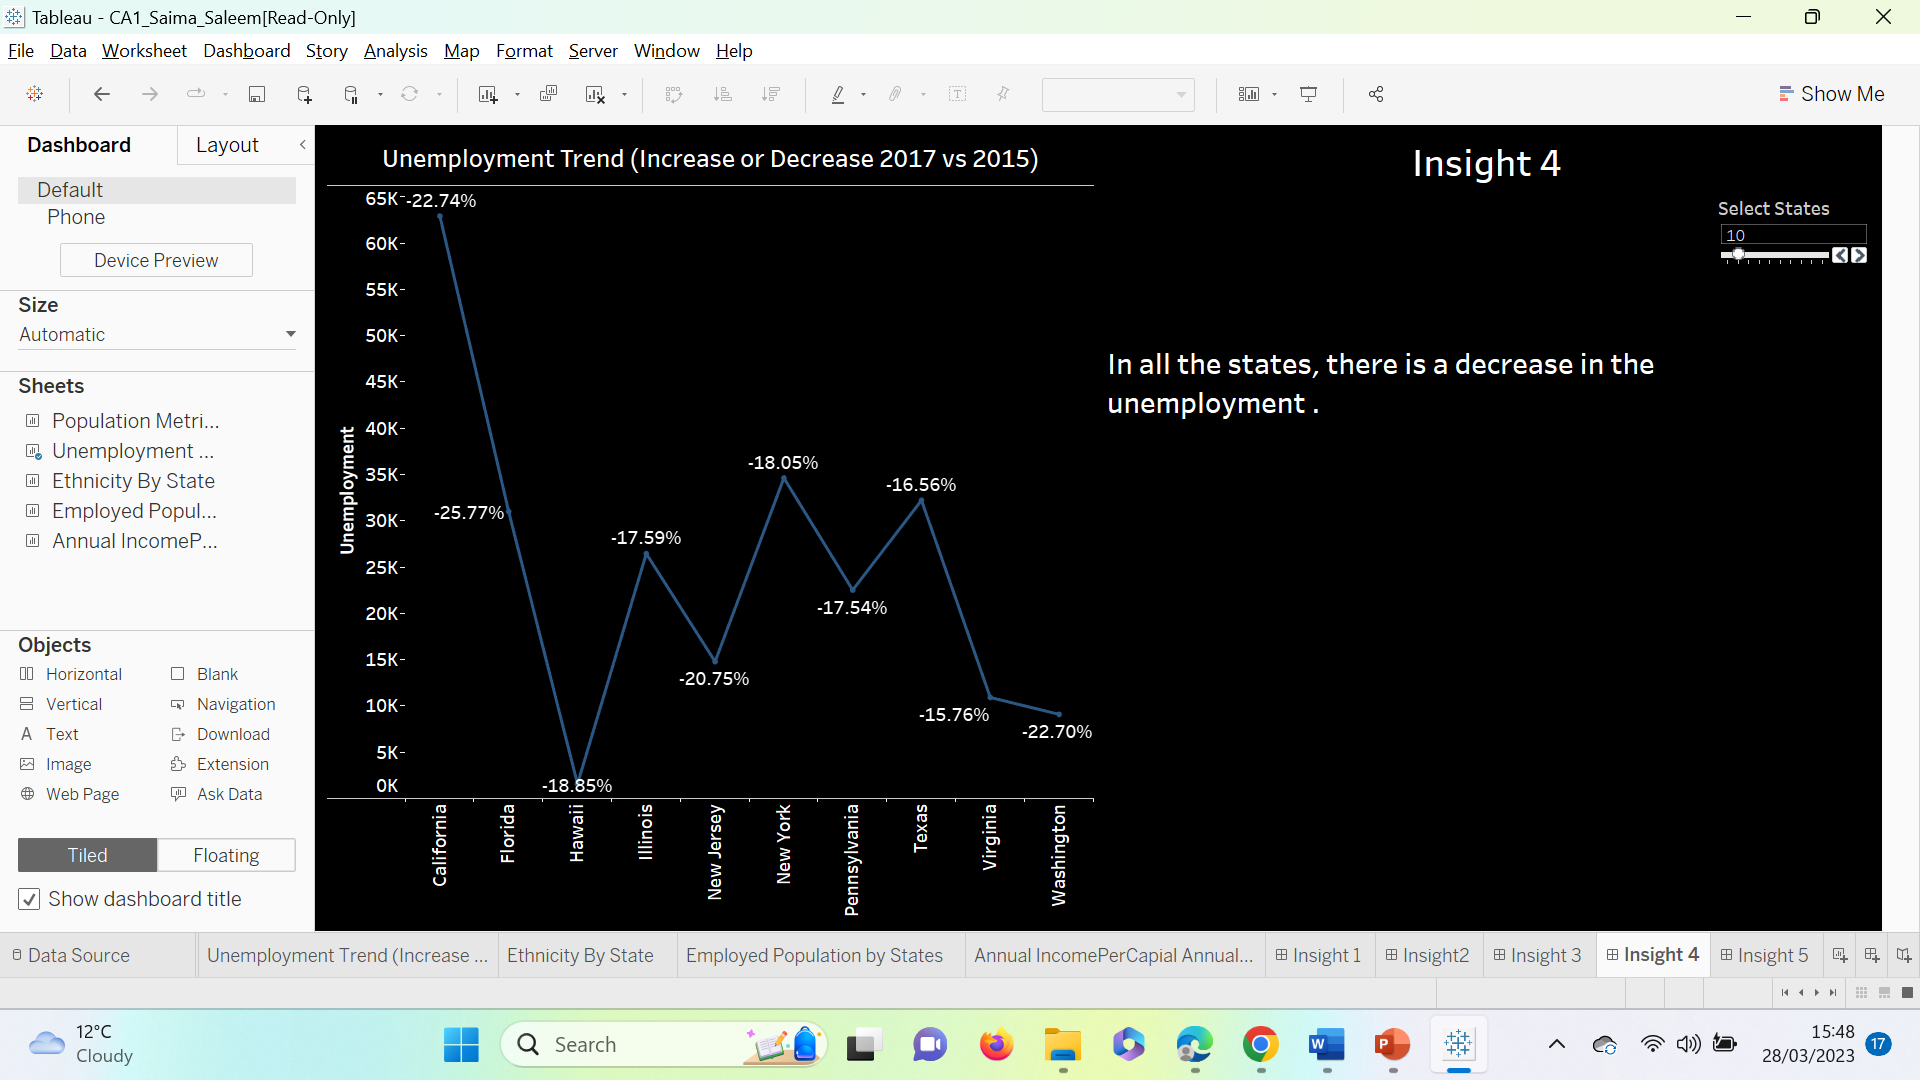 Tableau - CA1_Saima_Saleem[Read-Only]
File Data Worksheet Dashboard Story Analysis Map Format Server Window Help
Show Me
Dashboard Layout
Default
Phone
Device Preview
Size
Automatic
Sheets
Population Metri...
Unemployment ...
Ethnicity By State
Employed Popul...
Annual IncomeP...
Objects
Horizontal Blank
Vertical Navigation
A Text Download
Image Extension
Web Page Ask Data
Tiled Floating
Show dashboard title
Unemployment Trend (Increase or Decrease 2017 vs 2015)
65K
60K
55K
50K
45K
40K
35K
30K
25K
20K
15K
10K
5K
0K
Unemployment
-22.74%
-25.77%
-18.85%
-17.59%
-20.75%
-18.05%
-17.54%
-16.56%
-15.76%
-22.70%
California
Florida
Hawaii
Illinois
New Jersey
New York
Pennsylvania
Texas
Virginia
Washington
Insight 4
Select States
10
In all the states, there is a decrease in the
unemployment .
Data Source Unemployment Trend (Increase ... Ethnicity By State Employed Population by States Annual IncomePerCapial Annual... Insight 1 Insight2 Insight 3 Insight 4 Insight 5
12°C
Cloudy
Search
W
P
15:48
28/03/2023
17